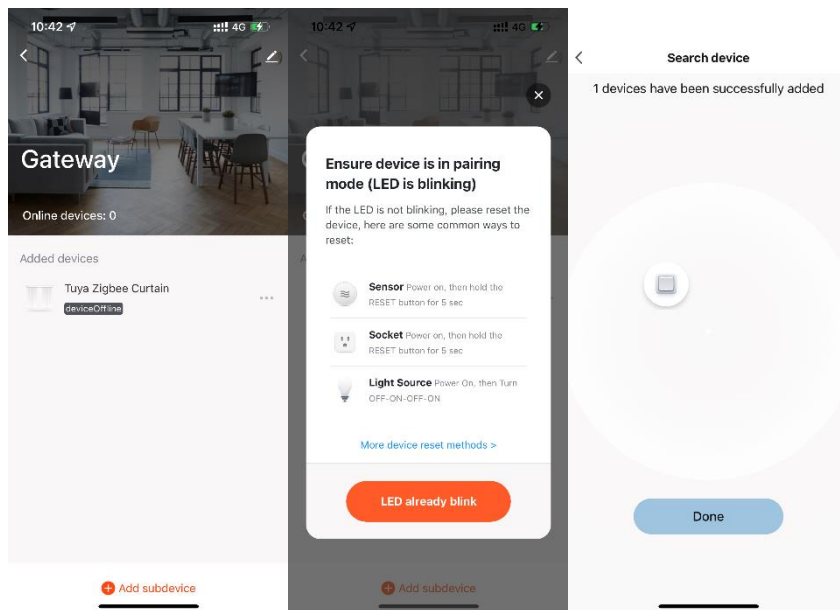 10:42
4G
Gateway
Online devices: 0
Added devices
Tuya Zigbee Curtain
deviceOffline
Add subdevice
10:42
4G
Ensure device is in pairing
mode (LED is blinking)
If the LED is not blinking, please reset the
device, here are some common ways to
reset:
Sensor Power on, then hold the
RESET button for 5 sec
Socket Power on, then hold the
RESET button for 5 sec
Light Source Power On, then Turn
OFF-ON-OFF-ON
More device reset methods >
LED already blink
Add subdevice
Search device
1 devices have been successfully added
Done